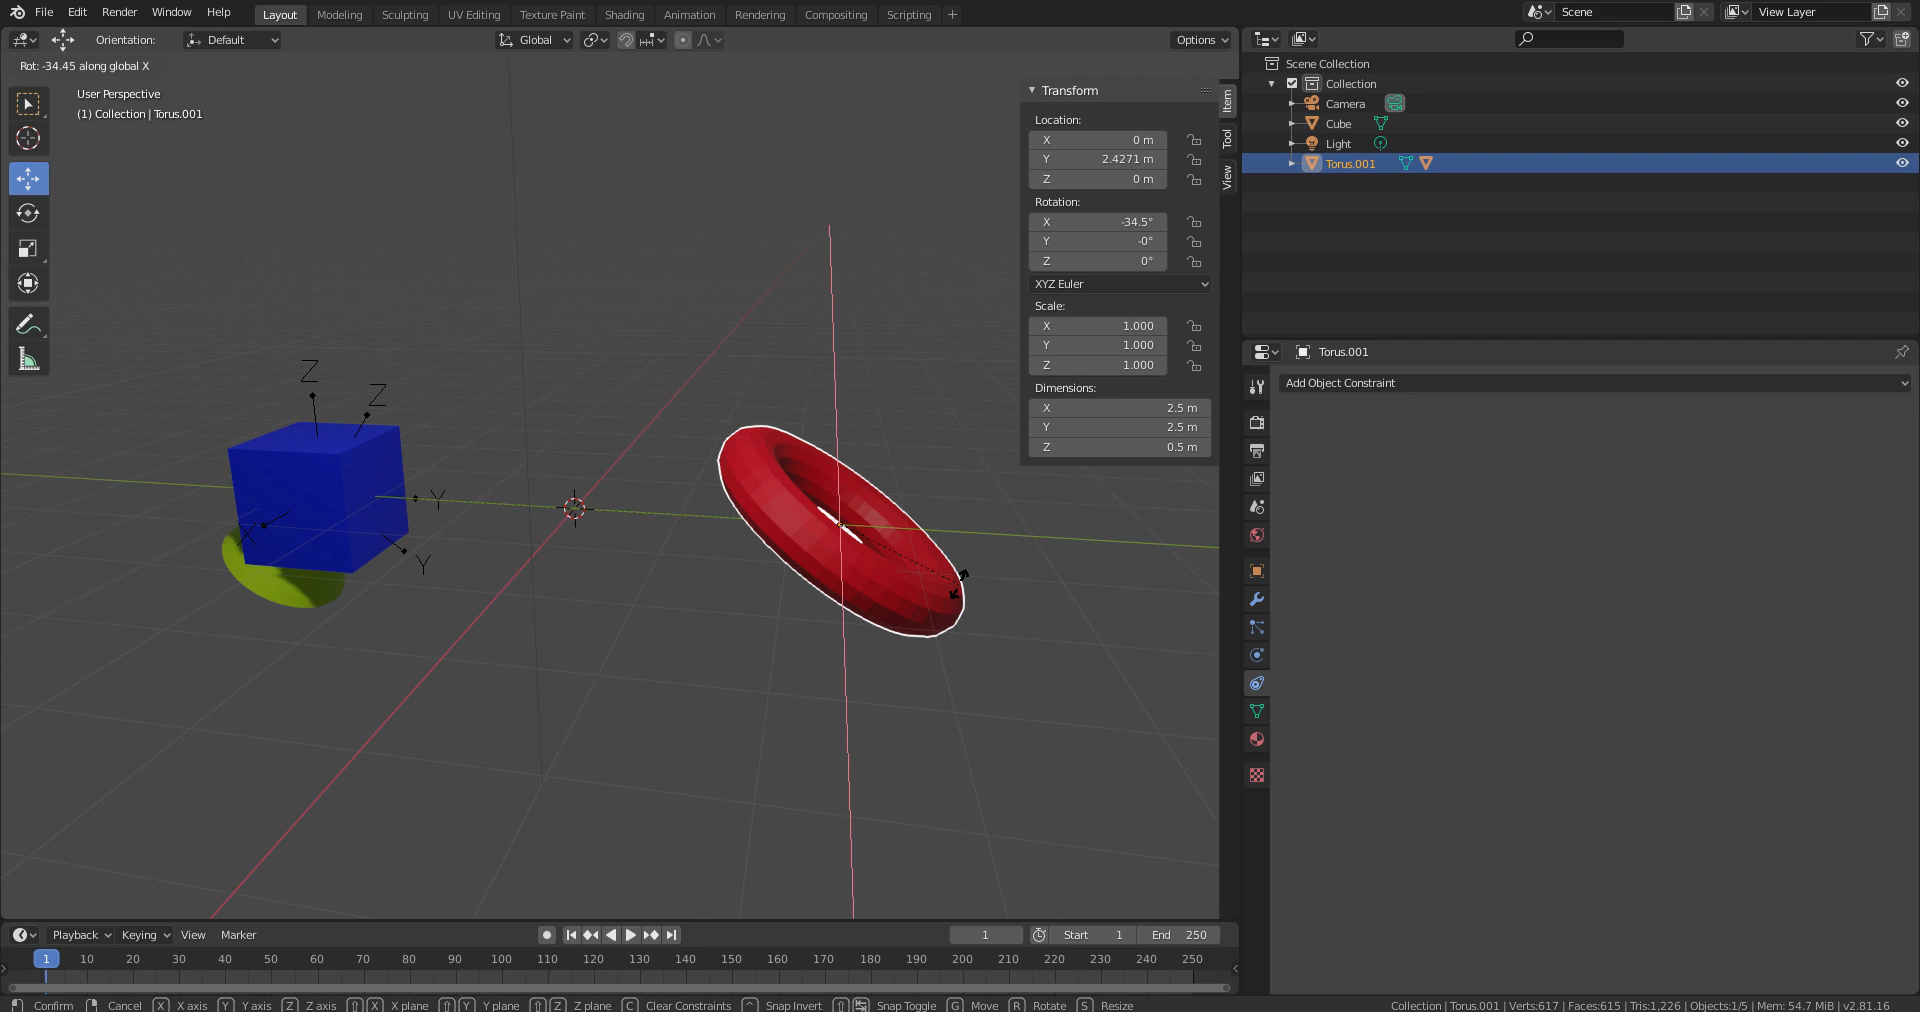 File Edit Render Window Help Layout Modeling Sculpting UV Editing Texture Paint Shading Animation Rendering Compositing Scripting + Scene View Layer
Orientation: Default Global Options
Rot: -34.45 along global X
User Perspective
(1) Collection | Torus.001
Transform
Location:
X 0 m
Y 2.4271 m
Z 0 m
Rotation:
X -34.5°
Y -0°
Z 0°
XYZ Euler
Scale:
X 1.000
Y 1.000
Z 1.000
Dimensions:
X 2.5 m
Y 2.5 m
Z 0.5 m
Item
Tool
View
Z
Z
Y
X
Y
Scene Collection
Collection
Camera
Cube
Light
Torus.001
Torus.001
Add Object Constraint
Playback Keying View Marker 1 Start 1 End 250
1 10 20 30 40 50 60 70 80 90 100 110 120 130 140 150 160 170 180 190 200 210 220 230 240 250
Confirm Cancel X X axis Y Y axis Z Z axis X X plane Y Y plane Z Z plane C Clear Constraints ^ Snap Invert Snap Toggle G Move R Rotate S Resize Collection | Torus.001 | Verts:617 | Faces:615 | Tris:1,226 | Objects:1/5 | Mem: 54.7 MiB | v2.81.16